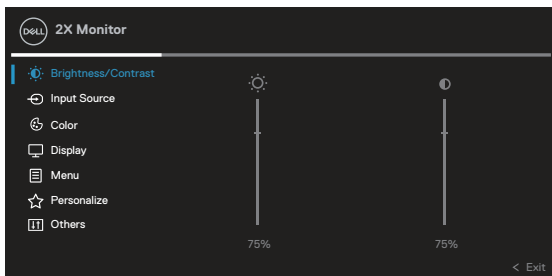 DELL 2X Monitor
Brightness/Contrast
Input Source
Color
Display
Menu
Personalize
Others
75% 75%
< Exit